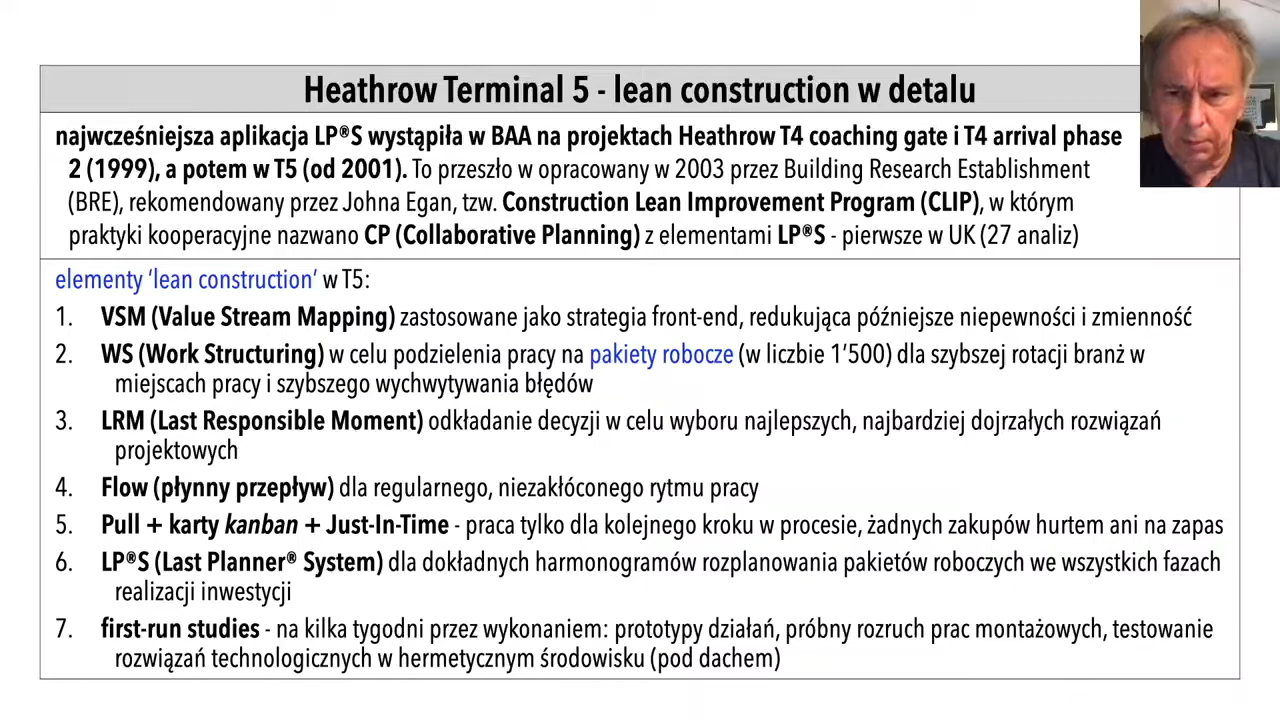 Heathrow Terminal 5 - lean construction w detalu
najwcześniejsza aplikacja LP®S wystąpiła w BAA na projektach Heathrow T4 coaching gate i T4 arrival phase
2 (1999), a potem w T5 (od 2001). To przeszło w opracowany w 2003 przez Building Research Establishment
(BRE), rekomendowany przez Johna Egan, tzw. Construction Lean Improvement Program (CLIP), w którym
praktyki kooperacyjne nazwano CP (Collaborative Planning) z elementami LP®S - pierwsze w UK (27 analiz)
elementy ‘lean construction’ w T5:
1. VSM (Value Stream Mapping) zastosowane jako strategia front-end, redukująca późniejsze niepewności i zmienność
2. WS (Work Structuring) w celu podzielenia pracy na pakiety robocze (w liczbie 1’500) dla szybszej rotacji branż w
miejscach pracy i szybszego wychwytywania błędów
3. LRM (Last Responsible Moment) odkładanie decyzji w celu wyboru najlepszych, najbardziej dojrzałych rozwiązań
projektowych
4. Flow (płynny przepływ) dla regularnego, niezakłóconego rytmu pracy
5. Pull + karty kanban + Just-In-Time - praca tylko dla kolejnego kroku w procesie, żadnych zakupów hurtem ani na zapas
6. LP®S (Last Planner® System) dla dokładnych harmonogramów rozplanowania pakietów roboczych we wszystkich fazach
realizacji inwestycji
7. first-run studies - na kilka tygodni przez wykonaniem: prototypy działań, próbny rozruch prac montażowych, testowanie
rozwiązań technologicznych w hermetycznym środowisku (pod dachem)